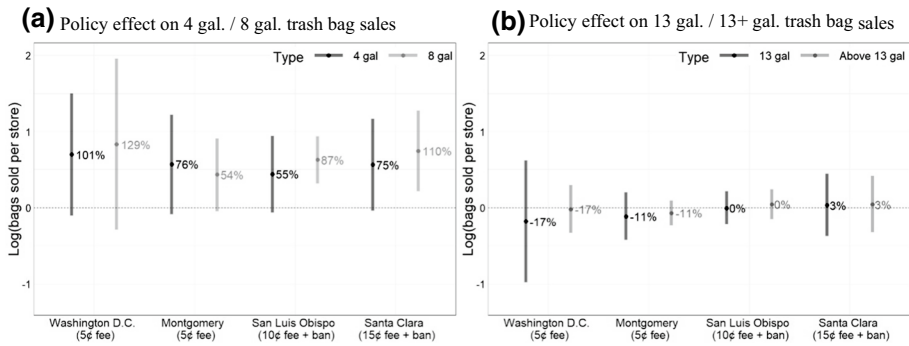 (a) Policy effect on 4 gal. / 8 gal. trash bag sales
Type 4 gal 8 gal
Log(bags sold per store)
2
1
0
-1
101%
129%
76%
54%
55%
87%
75%
110%
Washington D.C.
(5¢ fee)
Montgomery
(5¢ fee)
San Luis Obispo
(10¢ fee + ban)
Santa Clara
(15¢ fee + ban)
(b) Policy effect on 13 gal. / 13+ gal. trash bag sales
Type 13 gal Above 13 gal
Log(bags sold per store)
2
1
0
-1
-17%
-17%
-11%
-11%
0%
0%
3%
3%
Washington D.C.
(5¢ fee)
Montgomery
(5¢ fee)
San Luis Obispo
(10¢ fee + ban)
Santa Clara
(15¢ fee + ban)